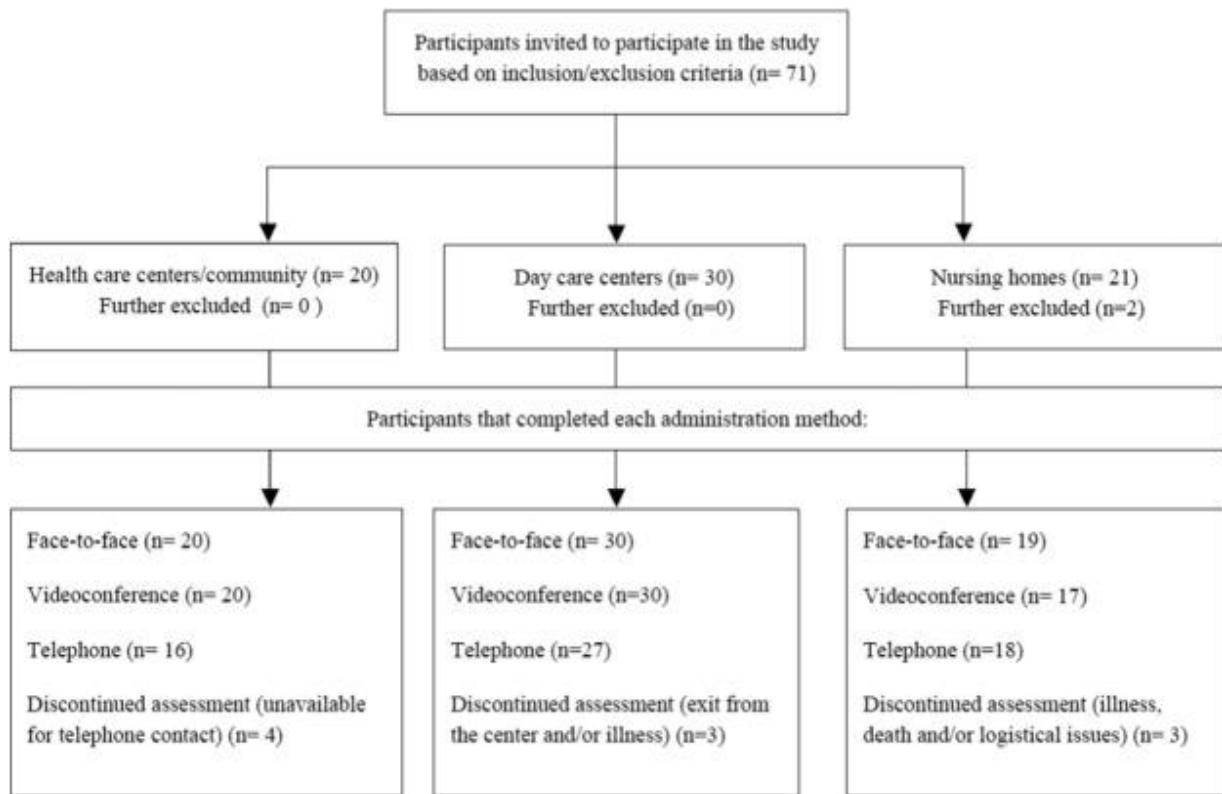 Participants invited to participate in the study
based on inclusion/exclusion criteria (n= 71)
Health care centers/community (n= 20)
Further excluded (n= 0 )
Day care centers (n= 30)
Further excluded (n=0)
Nursing homes (n= 21)
Further excluded (n=2)
Participants that completed each administration method:
Face-to-face (n= 20)
Videoconference (n= 20)
Telephone (n= 16)
Discontinued assessment (unavailable
for telephone contact) (n= 4)
Face-to-face (n= 30)
Videoconference (n=30)
Telephone (n=27)
Discontinued assessment (exit from
the center and/or illness) (n=3)
Face-to-face (n= 19)
Videoconference (n= 17)
Telephone (n=18)
Discontinued assessment (illness,
death and/or logistical issues) (n= 3)